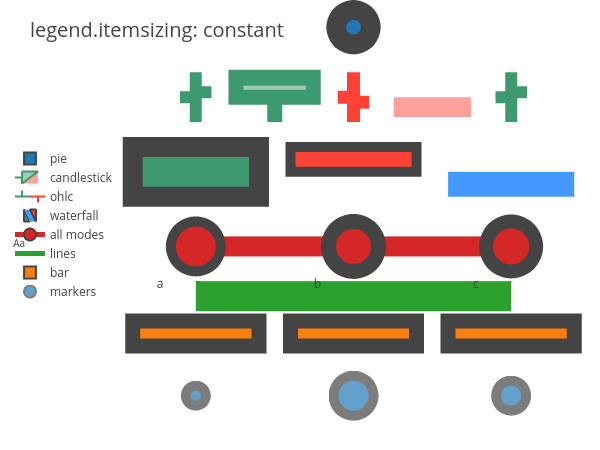 legend.itemsizing: constant
pie
candlestick
ohlc
waterfall
all modes
Aa
lines
bar
markers
a b c